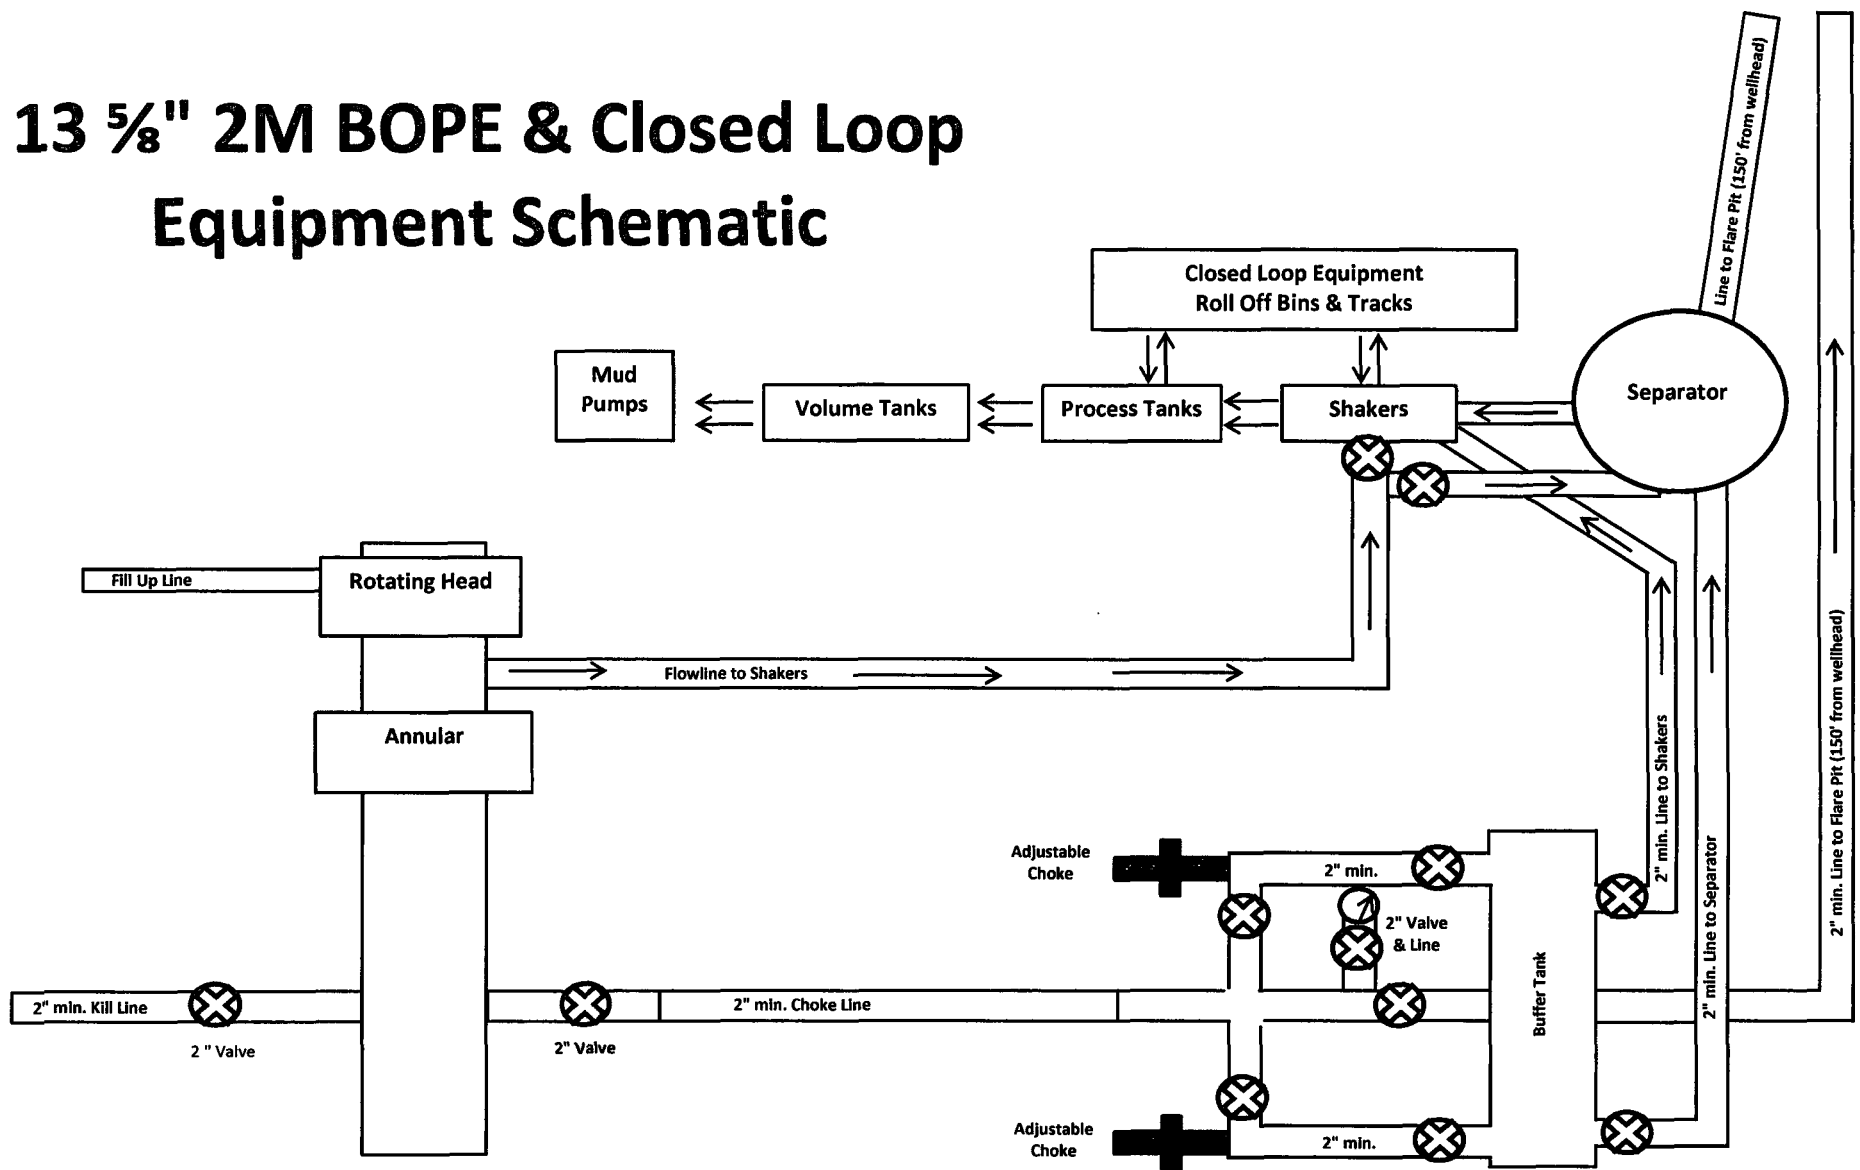 13 ⅝" 2M BOPE & Closed Loop
Equipment Schematic
Line to Flare Pit (150' from wellhead)
Closed Loop Equipment
Roll Off Bins & Tracks
Mud
Pumps
Volume Tanks
Process Tanks
Shakers
Separator
Fill Up Line
Rotating Head
Flowline to Shakers
Annular
2" min. Line to Shakers
2" min. Line to Separator
2" min. Line to Flare Pit (150' from wellhead)
Adjustable
Choke
2" min.
2" Valve
& Line
Buffer Tank
2" min. Kill Line
2" min. Choke Line
2 " Valve
2" Valve
Adjustable
Choke
2" min.